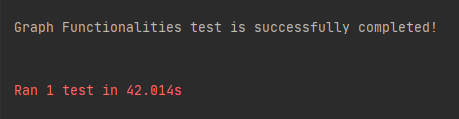 Graph Functionalities test is successfully completed!
Ran 1 test in 42.014s